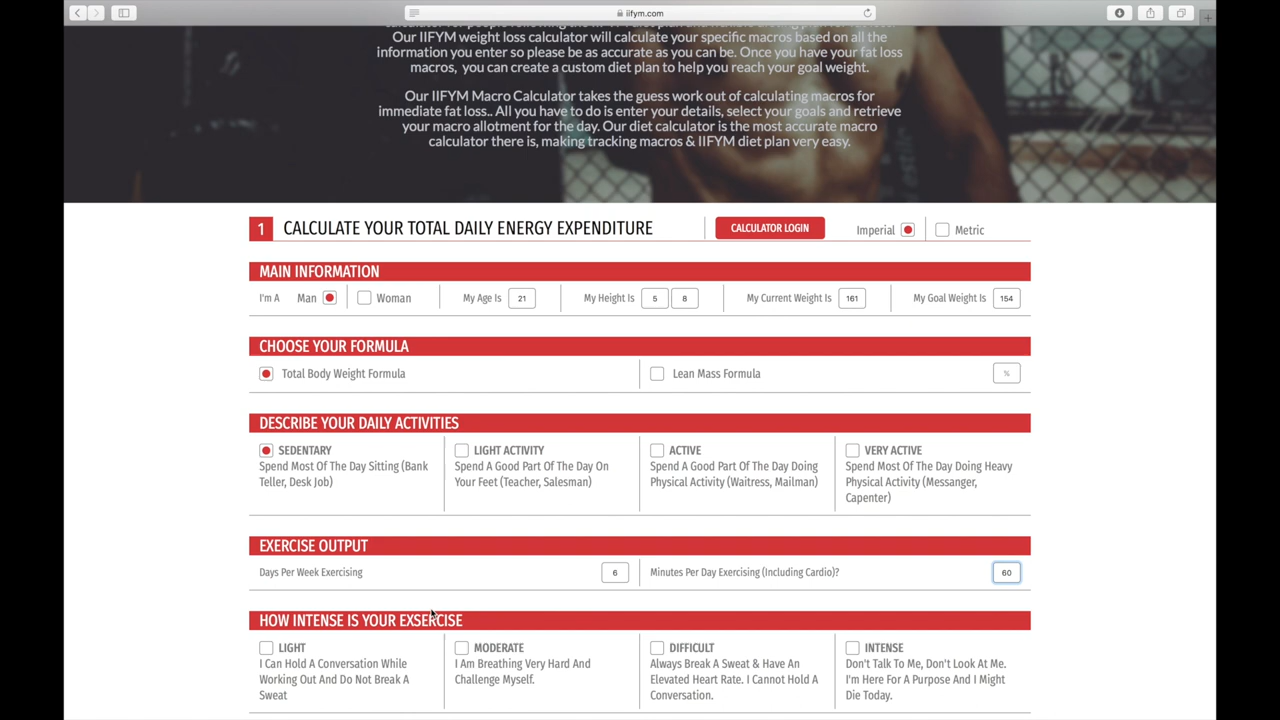 iifym.com
Our IIFYM weight loss calculator will calculate your specific macros based on all the
information you enter so please be as accurate as you can be. Once you have your fat loss
macros, you can create a custom diet plan to help you reach your goal weight.
Our IIFYM Macro Calculator takes the guess work out of calculating macros for
immediate fat loss.. All you have to do is enter your details, select your goals and retrieve
your macro allotment for the day. Our diet calculator is the most accurate macro
calculator there is, making tracking macros & IIFYM diet plan very easy.
1 CALCULATE YOUR TOTAL DAILY ENERGY EXPENDITURE CALCULATOR LOGIN Imperial Metric
MAIN INFORMATION
I'm A Man Woman My Age Is 21 My Height Is 5 8 My Current Weight Is 161 My Goal Weight Is 154
CHOOSE YOUR FORMULA
Total Body Weight Formula Lean Mass Formula %
DESCRIBE YOUR DAILY ACTIVITIES
SEDENTARY
Spend Most Of The Day Sitting (Bank
Teller, Desk Job)
LIGHT ACTIVITY
Spend A Good Part Of The Day On
Your Feet (Teacher, Salesman)
ACTIVE
Spend A Good Part Of The Day Doing
Physical Activity (Waitress, Mailman)
VERY ACTIVE
Spend Most Of The Day Doing Heavy
Physical Activity (Messanger,
Capenter)
EXERCISE OUTPUT
Days Per Week Exercising 6 Minutes Per Day Exercising (Including Cardio)? 60
HOW INTENSE IS YOUR EXSERCISE
LIGHT
I Can Hold A Conversation While
Working Out And Do Not Break A
Sweat
MODERATE
I Am Breathing Very Hard And
Challenge Myself.
DIFFICULT
Always Break A Sweat & Have An
Elevated Heart Rate. I Cannot Hold A
Conversation.
INTENSE
Don't Talk To Me, Don't Look At Me.
I'm Here For A Purpose And I Might
Die Today.